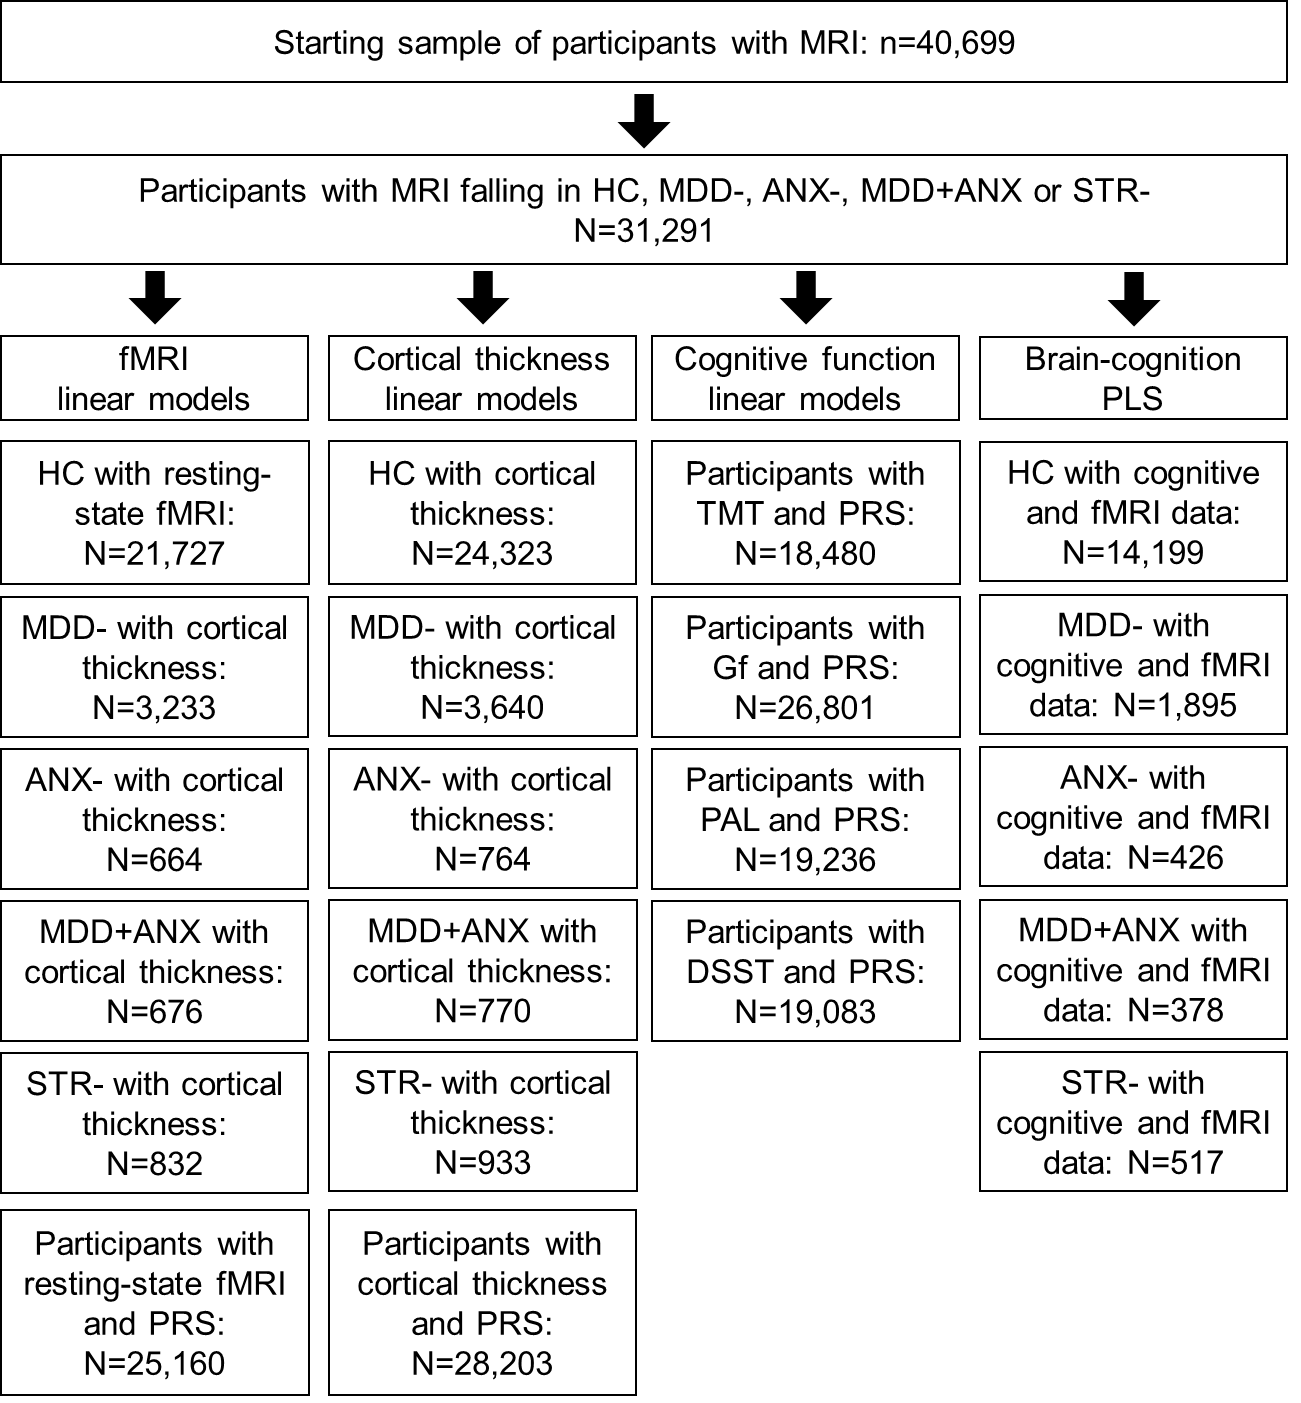 Starting sample of participants with MRI: n=40,699
Participants with MRI falling in HC, MDD-, ANX-, MDD+ANX or STR-
N=31,291
fMRI
linear models
HC with resting-
state fMRI:
N=21,727
MDD- with cortical
thickness:
N=3,233
ANX- with cortical
thickness:
N=664
MDD+ANX with
cortical thickness:
N=676
STR- with cortical
thickness:
N=832
Participants with
resting-state fMRI
and PRS:
N=25,160
Cortical thickness
linear models
HC with cortical
thickness:
N=24,323
MDD- with cortical
thickness:
N=3,640
ANX- with cortical
thickness:
N=764
MDD+ANX with
cortical thickness:
N=770
STR- with cortical
thickness:
N=933
Participants with
cortical thickness
and PRS:
N=28,203
Cognitive function
linear models
Participants with
TMT and PRS:
N=18,480
Participants with
Gf and PRS:
N=26,801
Participants with
PAL and PRS:
N=19,236
Participants with
DSST and PRS:
N=19,083
Brain-cognition
PLS
HC with cognitive
and fMRI data:
N=14,199
MDD- with
cognitive and fMRI
data: N=1,895
ANX- with
cognitive and fMRI
data: N=426
MDD+ANX with
cognitive and fMRI
data: N=378
STR- with
cognitive and fMRI
data: N=517